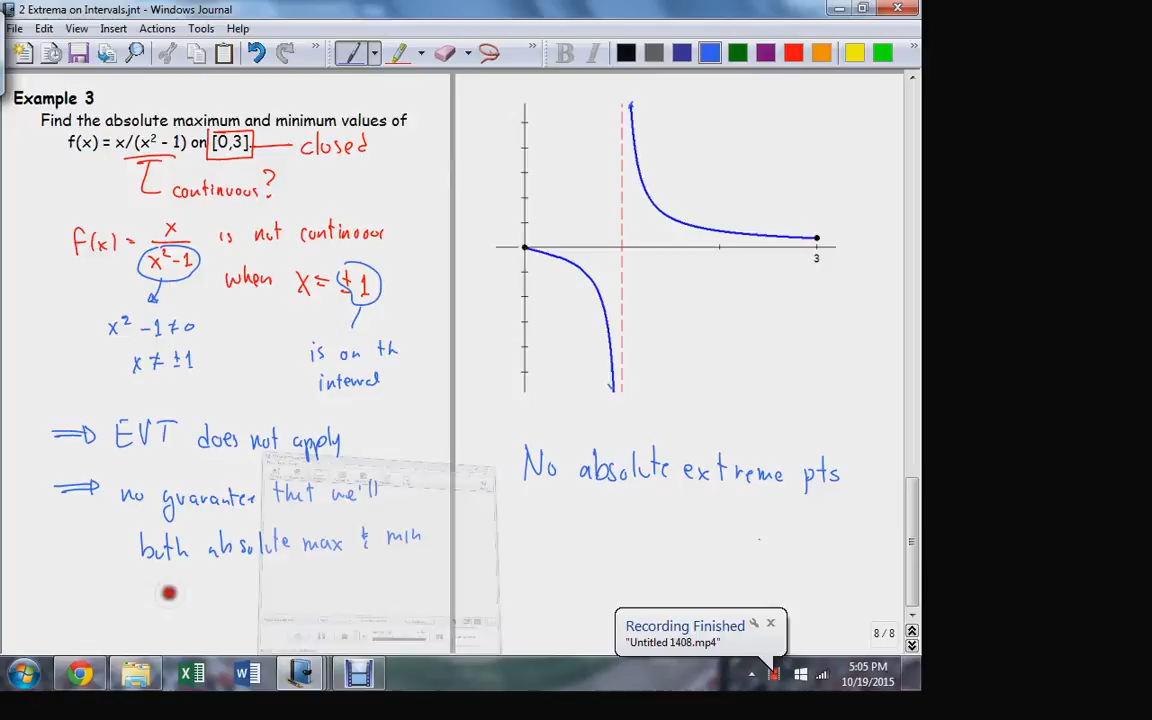 2 Extrema on Intervals.jnt - Windows Journal
File Edit View Insert Actions Tools Help
Example 3
Find the absolute maximum and minimum values of
f(x) = x/(x² - 1) on [0,3].
closed
continuous?
f(x) = x/(x²-1) is not continuous
when x = ±1
x² - 1 ≠ 0
x ≠ ±1
is on th
interval
⇒ EVT does not apply
⇒ no guarantee that we'll
both absolute max & min
3
No absolute extreme pts
Recording Finished
"Untitled 1408.mp4"
8 / 8
5:05 PM
10/19/2015